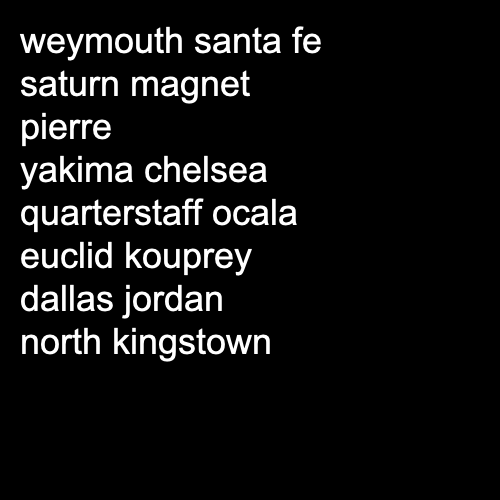 weymouth santa fe
saturn magnet
pierre
yakima chelsea
quarterstaff ocala
euclid kouprey
dallas jordan
north kingstown